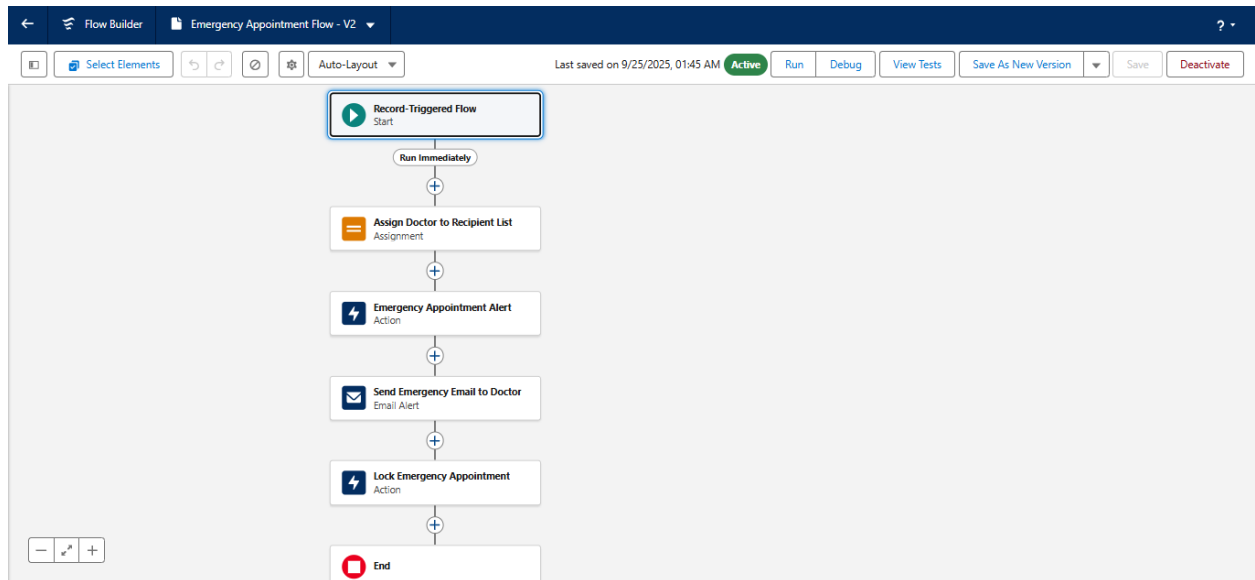 Flow Builder
Emergency Appointment Flow - V2
?
Select Elements
Auto-Layout
Last saved on 9/25/2025, 01:45 AM
Active
Run
Debug
View Tests
Save As New Version
Save
Deactivate
Record-Triggered Flow
Start
Run Immediately
Assign Doctor to Recipient List
Assignment
Emergency Appointment Alert
Action
Send Emergency Email to Doctor
Email Alert
Lock Emergency Appointment
Action
End